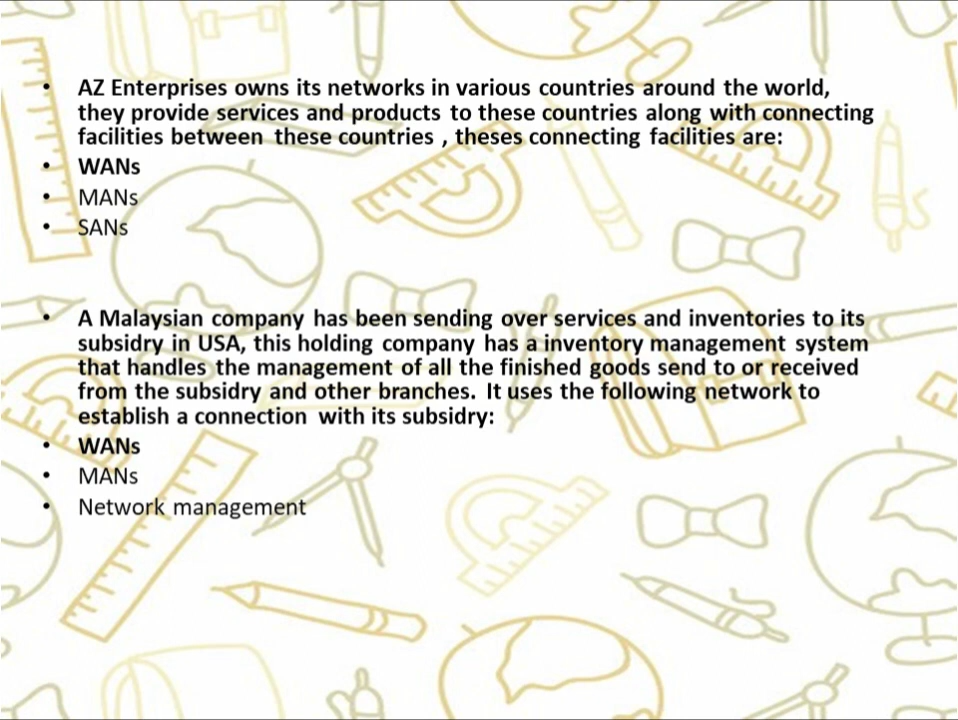 • AZ Enterprises owns its networks in various countries around the world,
they provide services and products to these countries along with connecting
facilities between these countries , theses connecting facilities are:
• WANs
• MANs
• SANs
• A Malaysian company has been sending over services and inventories to its
subsidry in USA, this holding company has a inventory management system
that handles the management of all the finished goods send to or received
from the subsidry and other branches. It uses the following network to
establish a connection with its subsidry:
• WANs
• MANs
• Network management